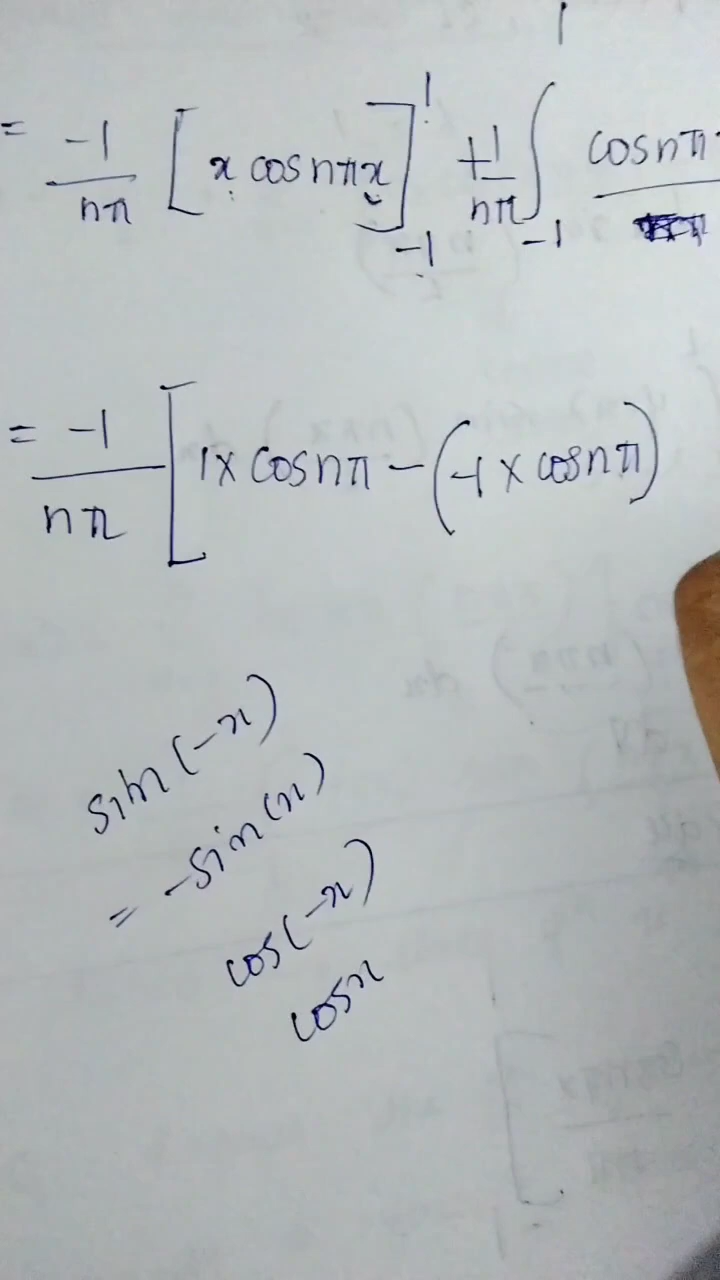 = -1/nπ [x cos nπx]₋₁¹ + 1/nπ ∫₋₁¹ cos nπ
= -1/nπ [1× cos nπ - (-1 × cos nπ)
sin(-x)
= -sin(x)
cos(-x)
cos x